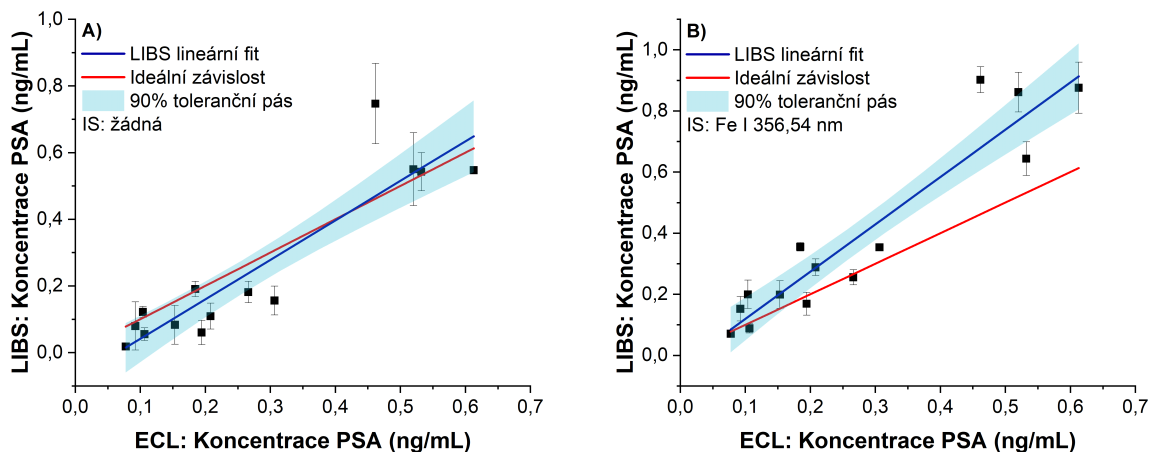 A)
LIBS lineární fit
Ideální závislost
90% toleranční pás
IS: žádná
LIBS: Koncentrace PSA (ng/mL)
1,0
0,8
0,6
0,4
0,2
0,0
0,0 0,1 0,2 0,3 0,4 0,5 0,6 0,7
ECL: Koncentrace PSA (ng/mL)
B)
LIBS lineární fit
Ideální závislost
90% toleranční pás
IS: Fe I 356,54 nm
LIBS: Koncentrace PSA (ng/mL)
1,0
0,8
0,6
0,4
0,2
0,0
0,0 0,1 0,2 0,3 0,4 0,5 0,6 0,7
ECL: Koncentrace PSA (ng/mL)